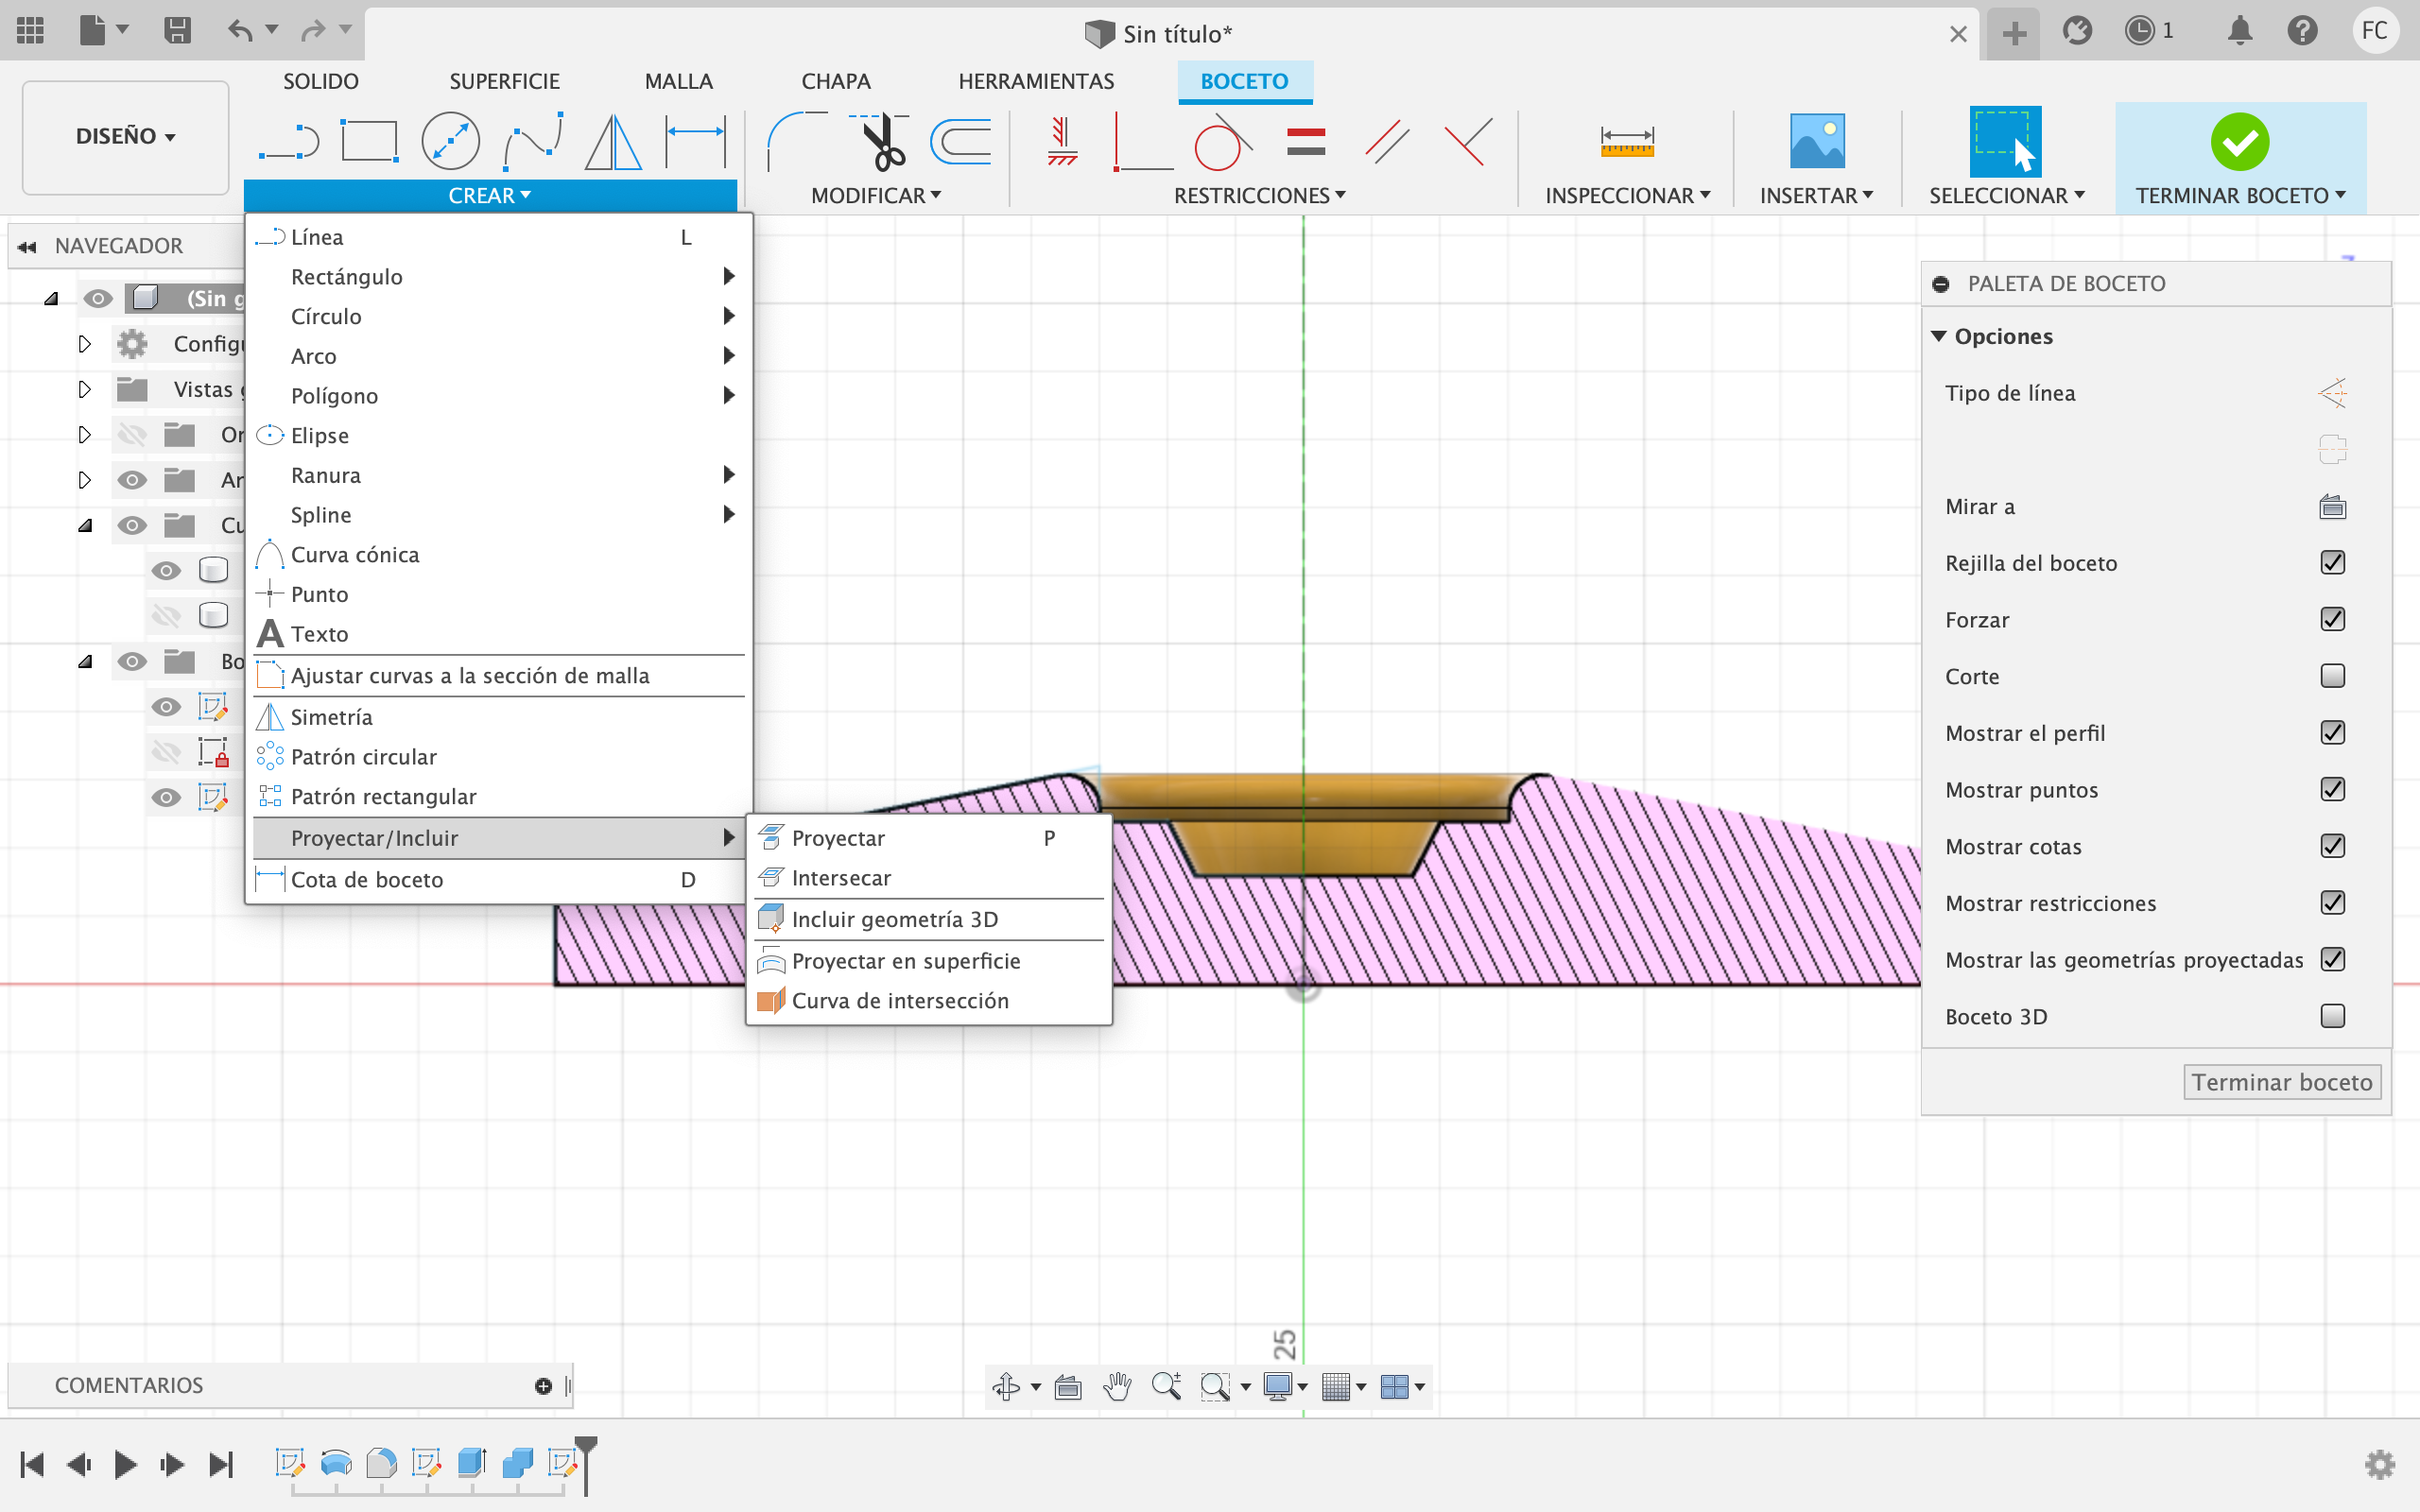 Sin título*
1
FC
DISEÑO
SOLIDO
SUPERFICIE
MALLA
CHAPA
HERRAMIENTAS
BOCETO
CREAR
MODIFICAR
RESTRICCIONES
INSPECCIONAR
INSERTAR
SELECCIONAR
TERMINAR BOCETO
NAVEGADOR
(Sin g
Config
Vistas g
Or
Ar
Cu
Bo
Línea L
Rectángulo
Círculo
Arco
Polígono
Elipse
Ranura
Spline
Curva cónica
Punto
A Texto
Ajustar curvas a la sección de malla
Simetría
Patrón circular
Patrón rectangular
Proyectar/Incluir
Cota de boceto D
Proyectar P
Intersecar
Incluir geometría 3D
Proyectar en superficie
Curva de intersección
PALETA DE BOCETO
Opciones
Tipo de línea
Mirar a
Rejilla del boceto
Forzar
Corte
Mostrar el perfil
Mostrar puntos
Mostrar cotas
Mostrar restricciones
Mostrar las geometrías proyectadas
Boceto 3D
Terminar boceto
25
COMENTARIOS